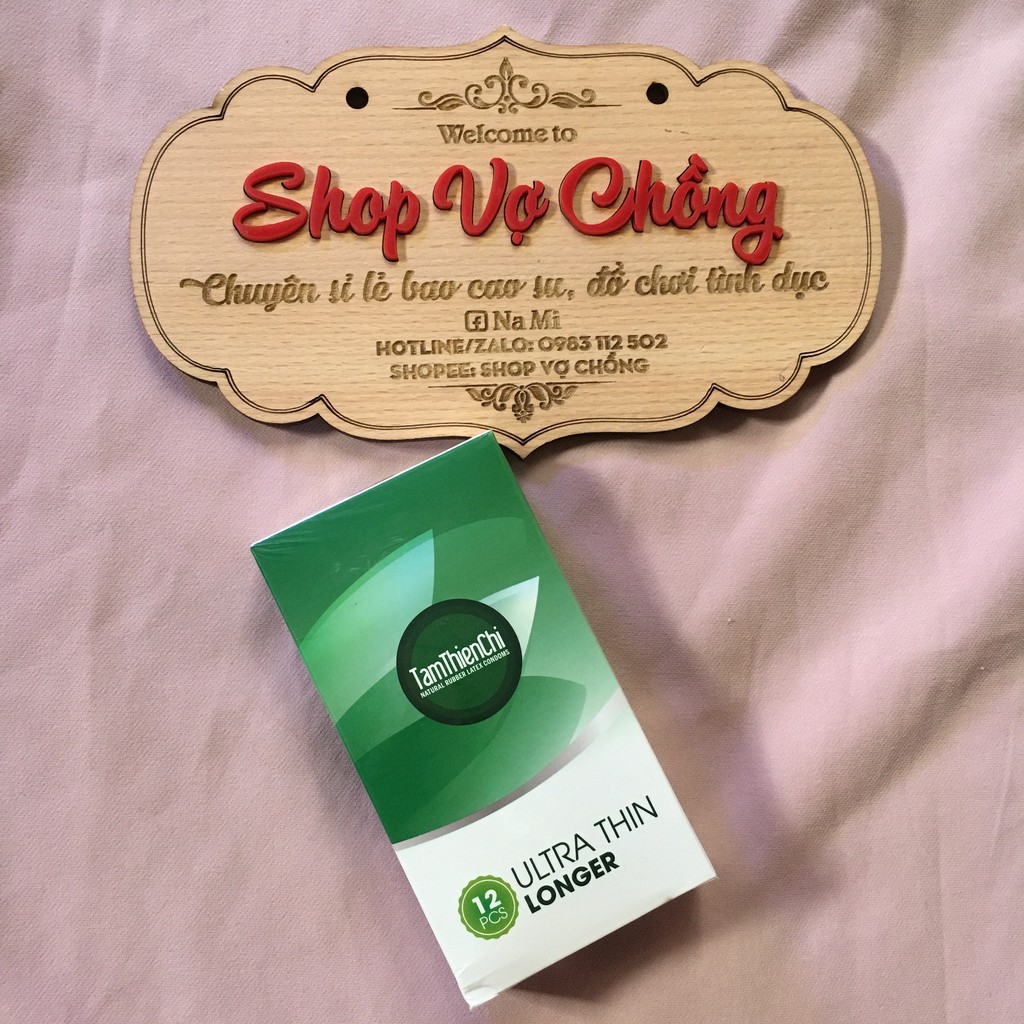 Welcome to
Shop Vợ Chồng
Chuyên sỉ lẻ bao cao su, đồ chơi tình dục
Na Mi
HOTLINE/ZALO: 0983 112 502
SHOPEE: SHOP VỢ CHỒNG
TamThienChi
NATURAL RUBBER LATEX CONDOMS
12
PCS
ULTRA THIN
LONGER